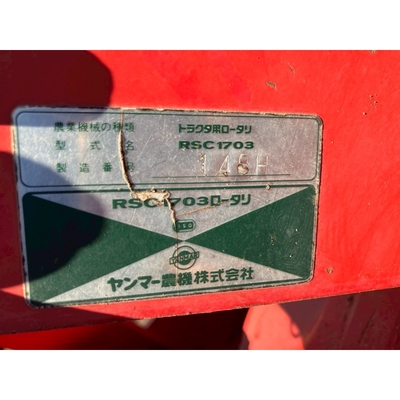 農業機械の種類 トラクタ用ロータリ
型式名 RSC1703
製造番号 146H
RSC1703ロータリ
ヤンマー農機株式会社